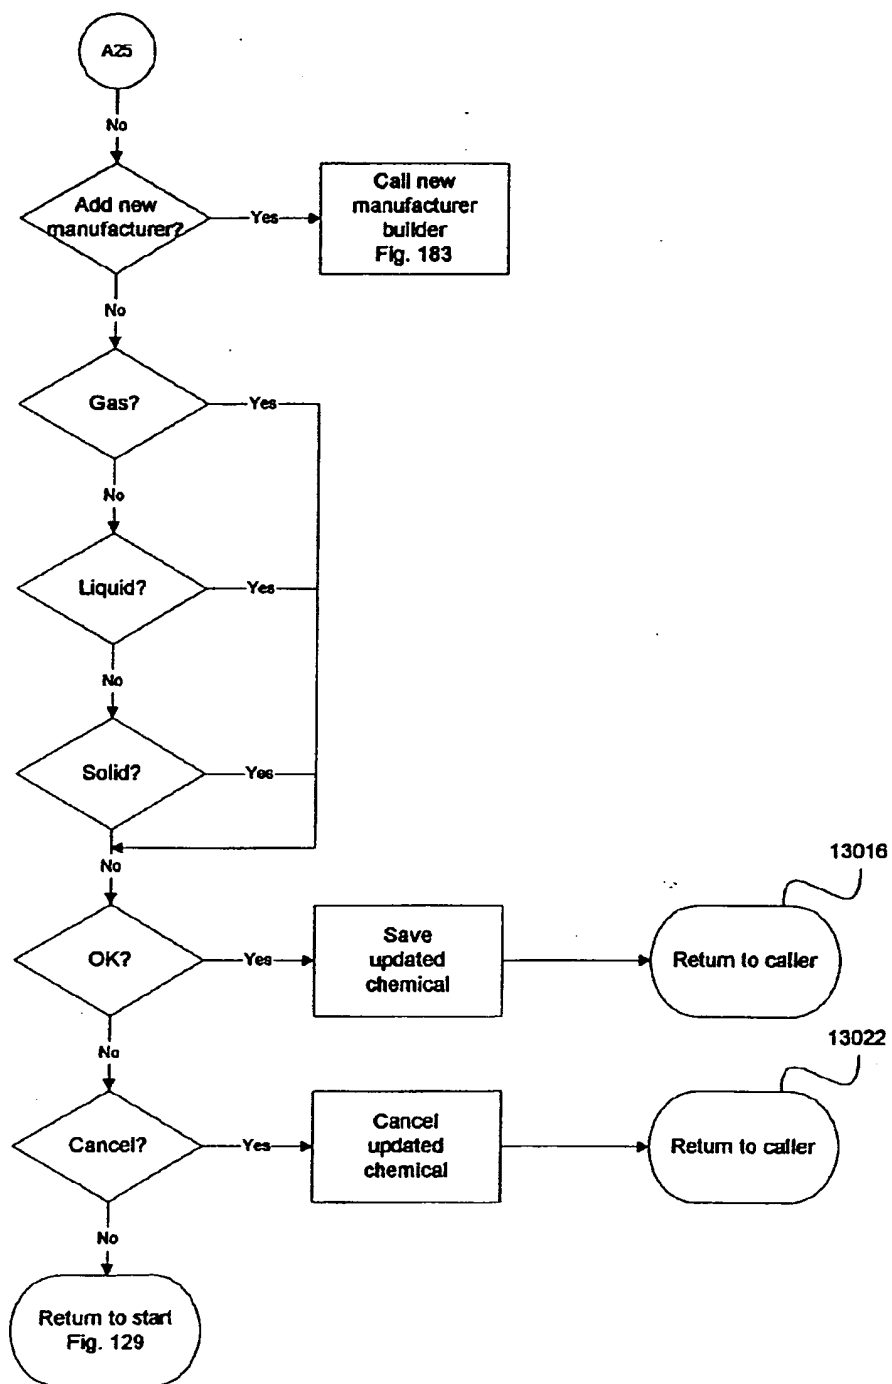 A25
No
Add new
manufacturer?
Yes
Call new
manufacturer
builder
Fig. 183
No
Gas?
Yes
No
Liquid?
Yes
No
Solid?
Yes
No
13016
OK?
Yes
Save
updated
chemical
Return to caller
No
13022
Cancel?
Yes
Cancel
updated
chemical
Return to caller
No
Return to start
Fig. 129